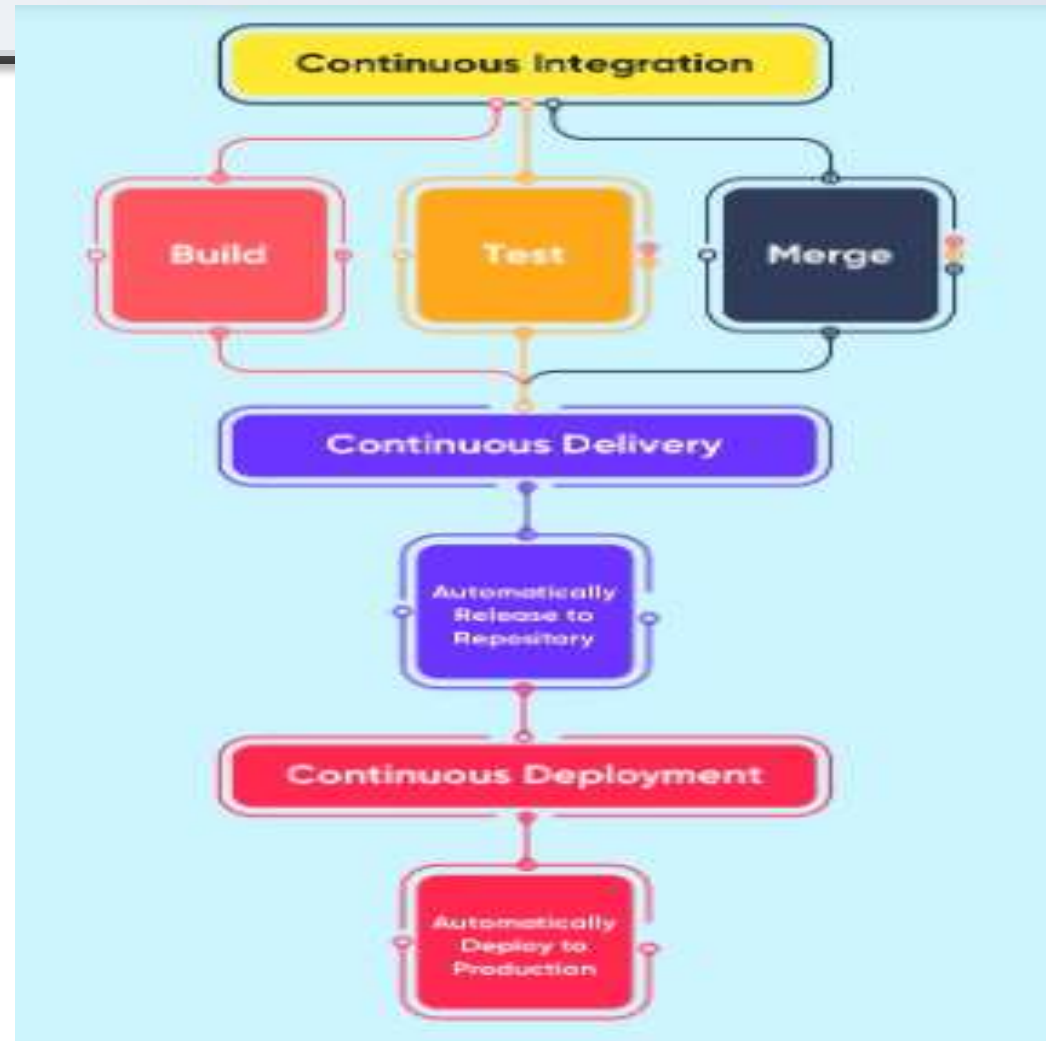 Continuous Integration
Build
Test
Merge
Continuous Delivery
Automatically
Release to
Repository
Continuous Deployment
Automatically
Deploy to
Production